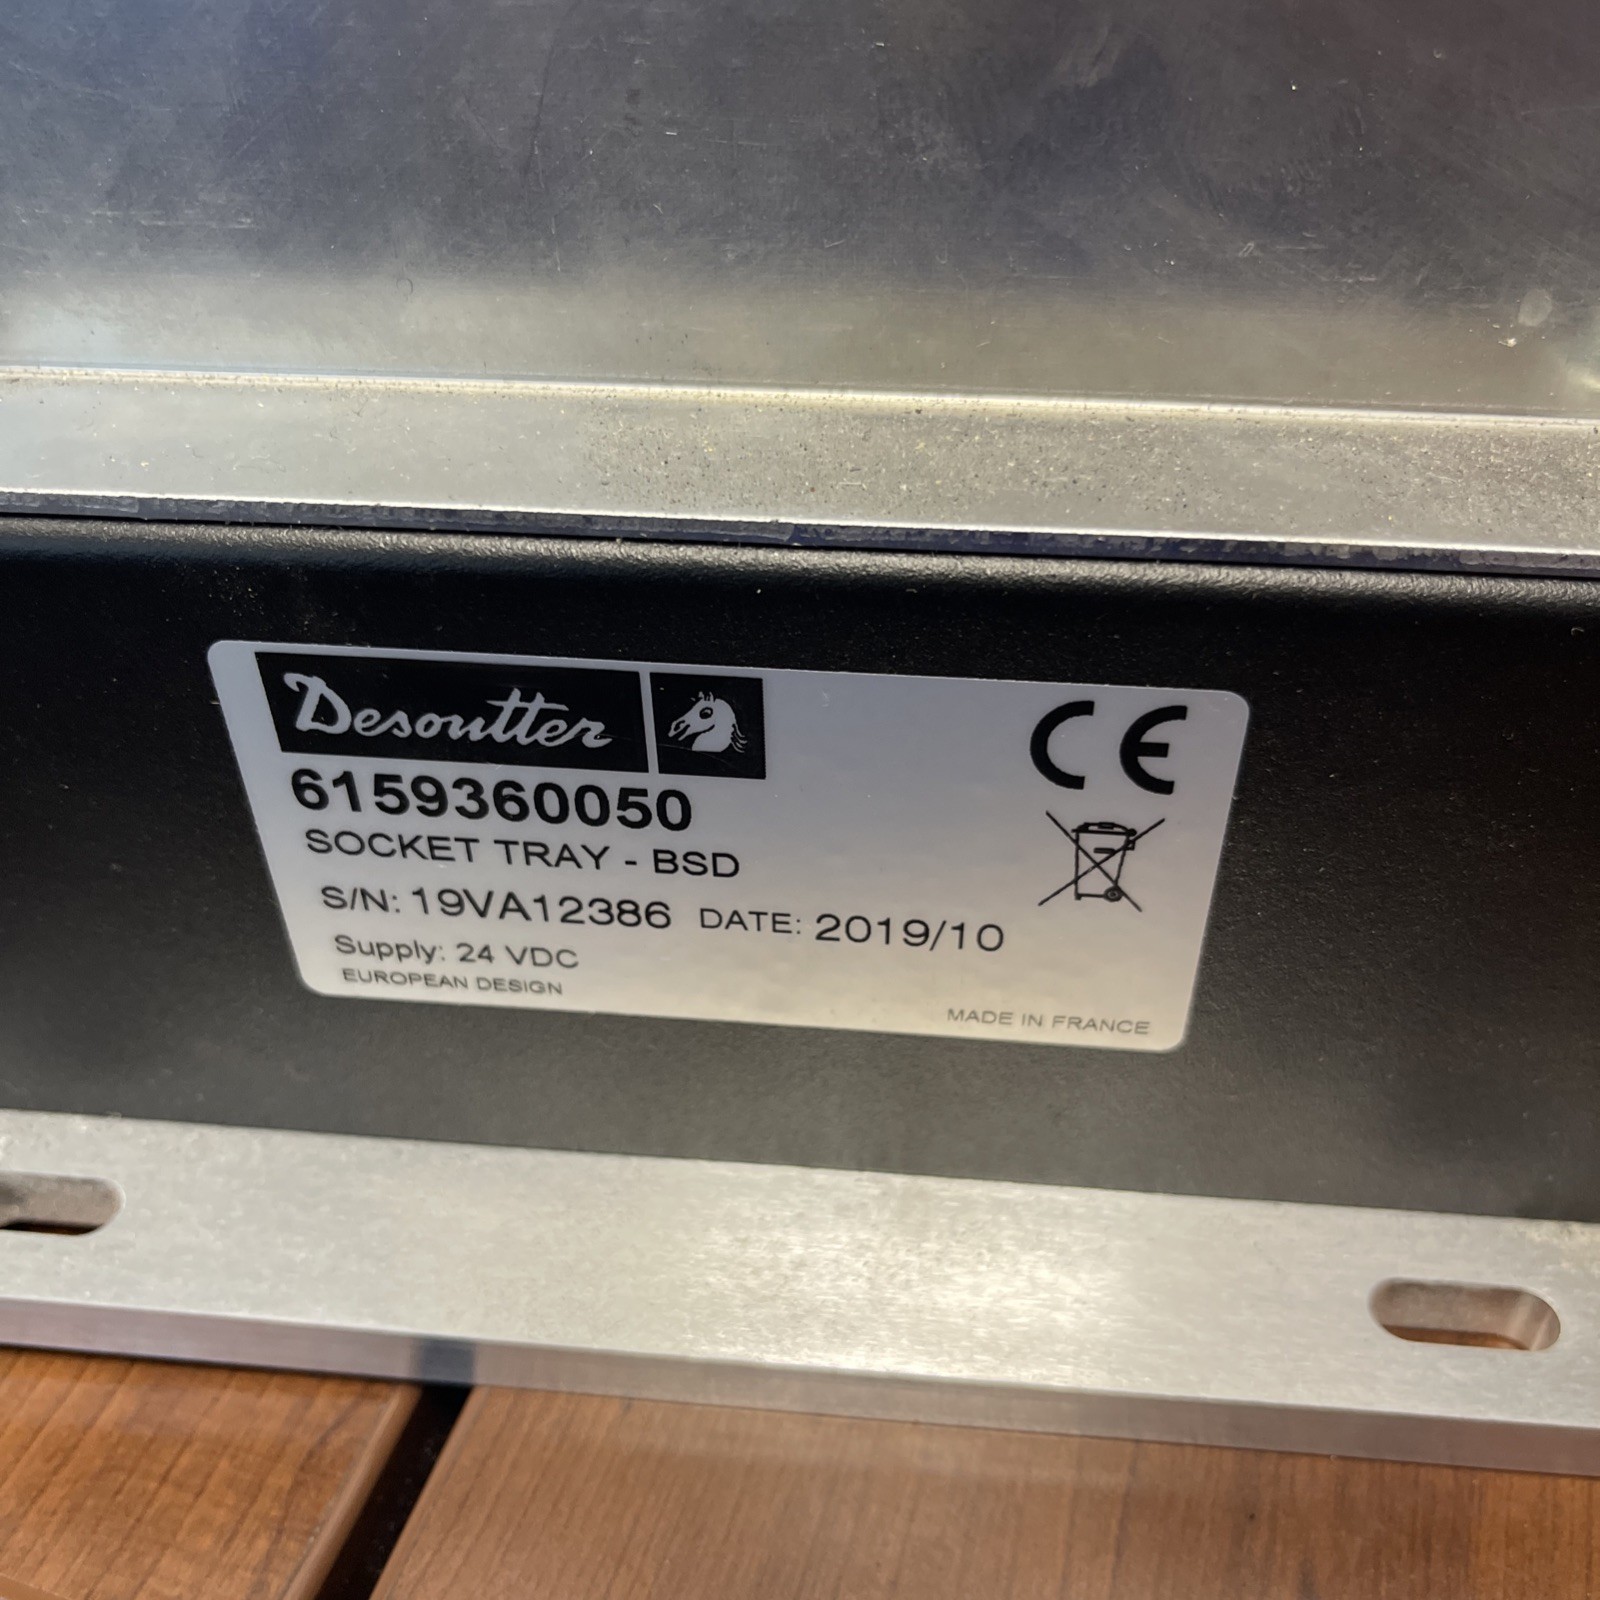 Desoutter
CE
6159360050
SOCKET TRAY - BSD
S/N: 19VA12386 DATE: 2019/10
Supply: 24 VDC
EUROPEAN DESIGN
MADE IN FRANCE